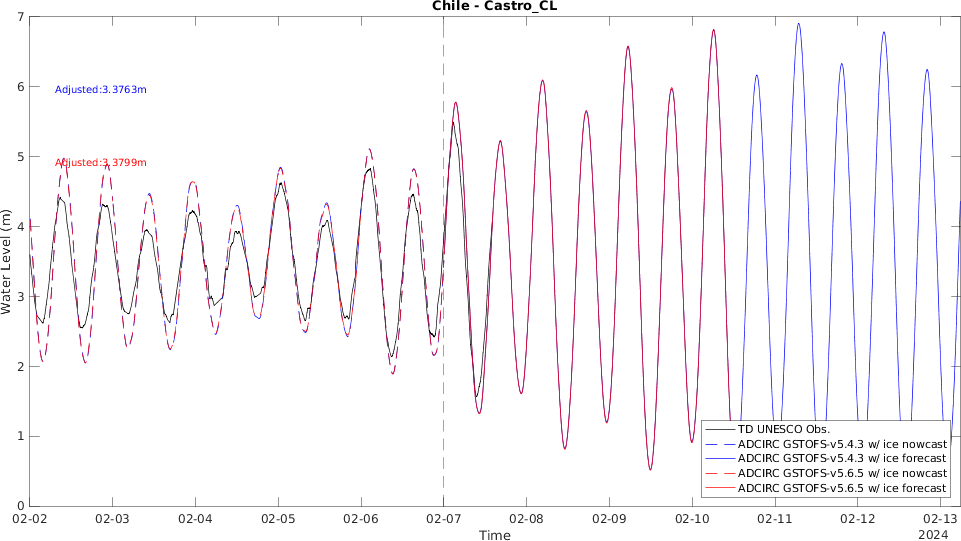 Chile - Castro_CL
7
6
5
4
3
2
1
0
Water Level (m)
Adjusted:3.3763m
Adjusted:3.3799m
TD UNESCO Obs.
ADCIRC GSTOFS-v5.4.3 w/ ice nowcast
ADCIRC GSTOFS-v5.4.3 w/ ice forecast
ADCIRC GSTOFS-v5.6.5 w/ ice nowcast
ADCIRC GSTOFS-v5.6.5 w/ ice forecast
02-02 02-03 02-04 02-05 02-06 02-07 02-08 02-09 02-10 02-11 02-12 02-13
Time
2024